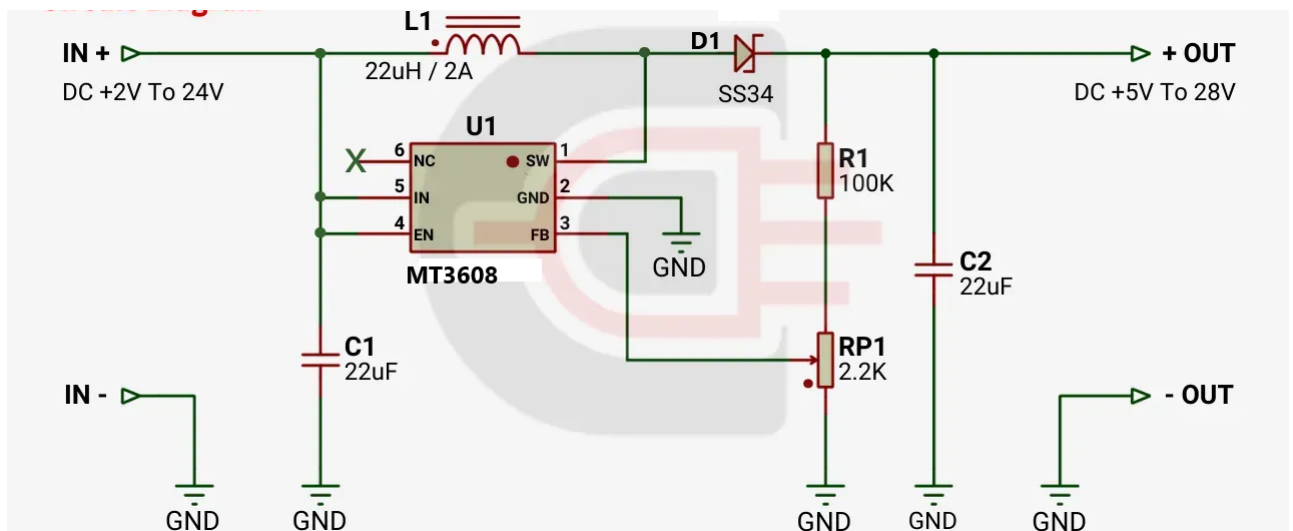 L1
IN +
22uH / 2A
D1
+ OUT
DC +2V To 24V
SS34
DC +5V To 28V
U1
6
NC
SW
1
5
IN
GND
2
4
EN
FB
3
MT3608
GND
R1
100K
C2
22uF
C1
22uF
RP1
2.2K
IN -
- OUT
GND
GND
GND
GND
GND